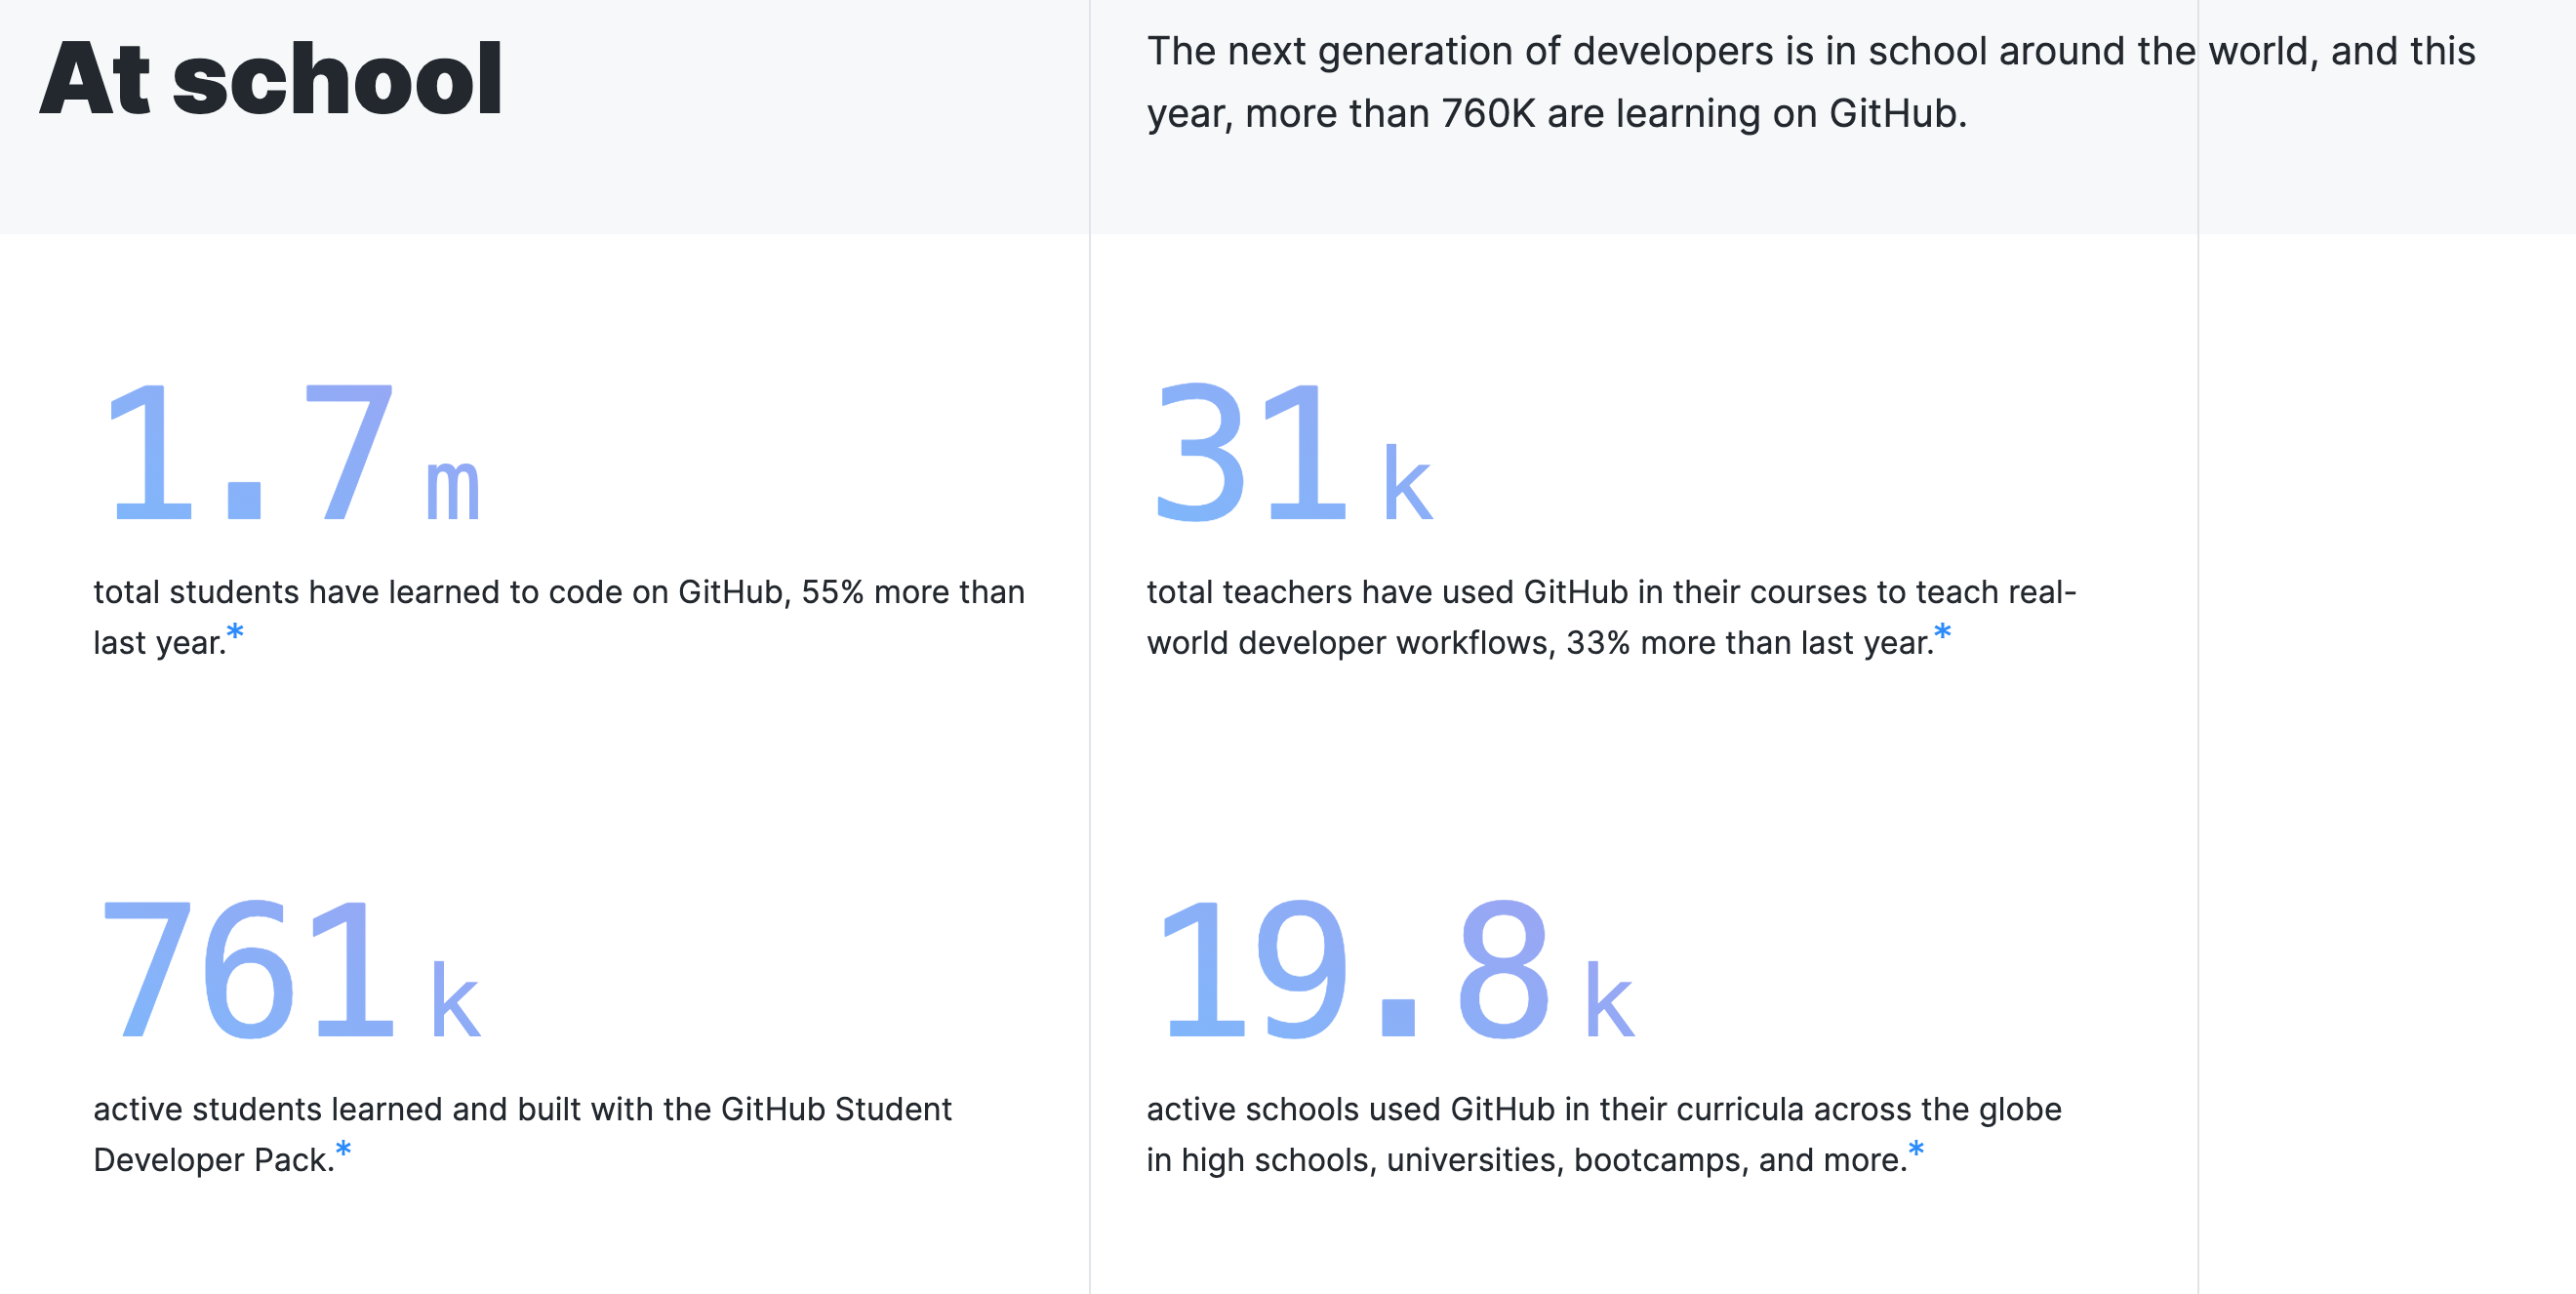 At school
The next generation of developers is in school around the world, and this
year, more than 760K are learning on GitHub.
1.7 m
total students have learned to code on GitHub, 55% more than
last year.*
31 k
total teachers have used GitHub in their courses to teach real-
world developer workflows, 33% more than last year.*
761 k
active students learned and built with the GitHub Student
Developer Pack.*
19.8 k
active schools used GitHub in their curricula across the globe
in high schools, universities, bootcamps, and more.*